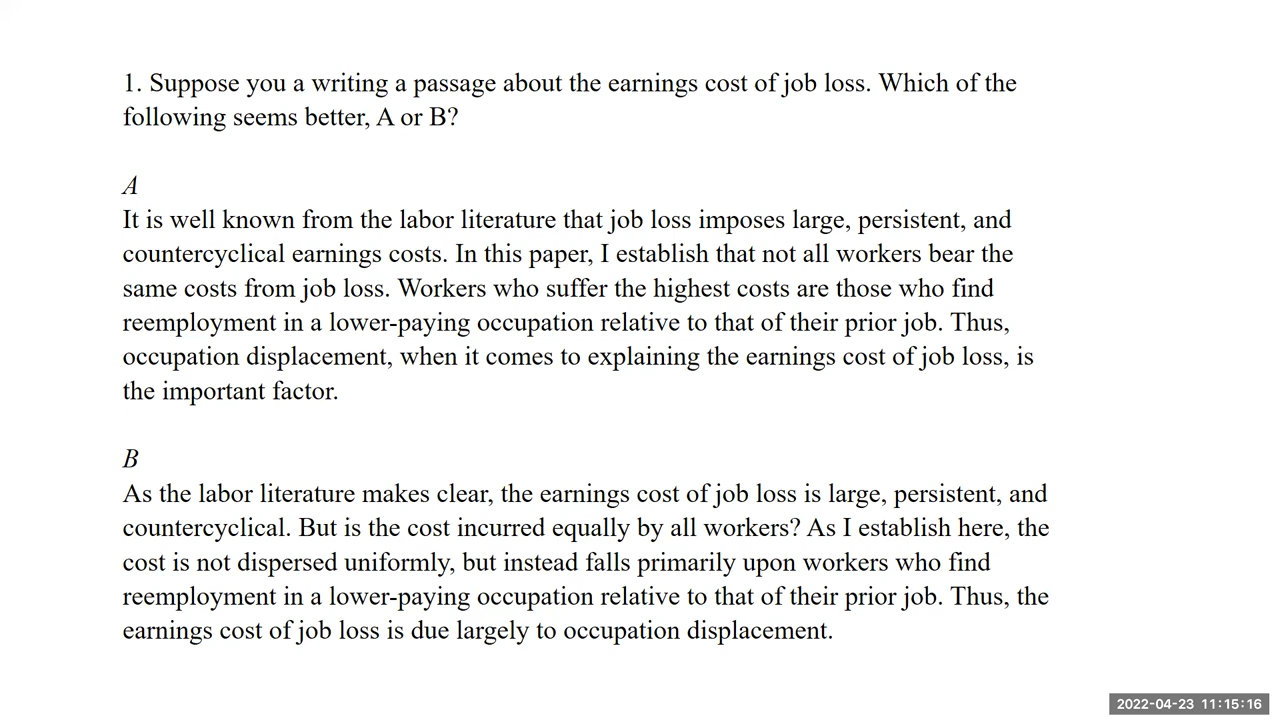 1. Suppose you a writing a passage about the earnings cost of job loss. Which of the
following seems better, A or B?
A
It is well known from the labor literature that job loss imposes large, persistent, and
countercyclical earnings costs. In this paper, I establish that not all workers bear the
same costs from job loss. Workers who suffer the highest costs are those who find
reemployment in a lower-paying occupation relative to that of their prior job. Thus,
occupation displacement, when it comes to explaining the earnings cost of job loss, is
the important factor.
B
As the labor literature makes clear, the earnings cost of job loss is large, persistent, and
countercyclical. But is the cost incurred equally by all workers? As I establish here, the
cost is not dispersed uniformly, but instead falls primarily upon workers who find
reemployment in a lower-paying occupation relative to that of their prior job. Thus, the
earnings cost of job loss is due largely to occupation displacement.
2022-04-23 11:15:16